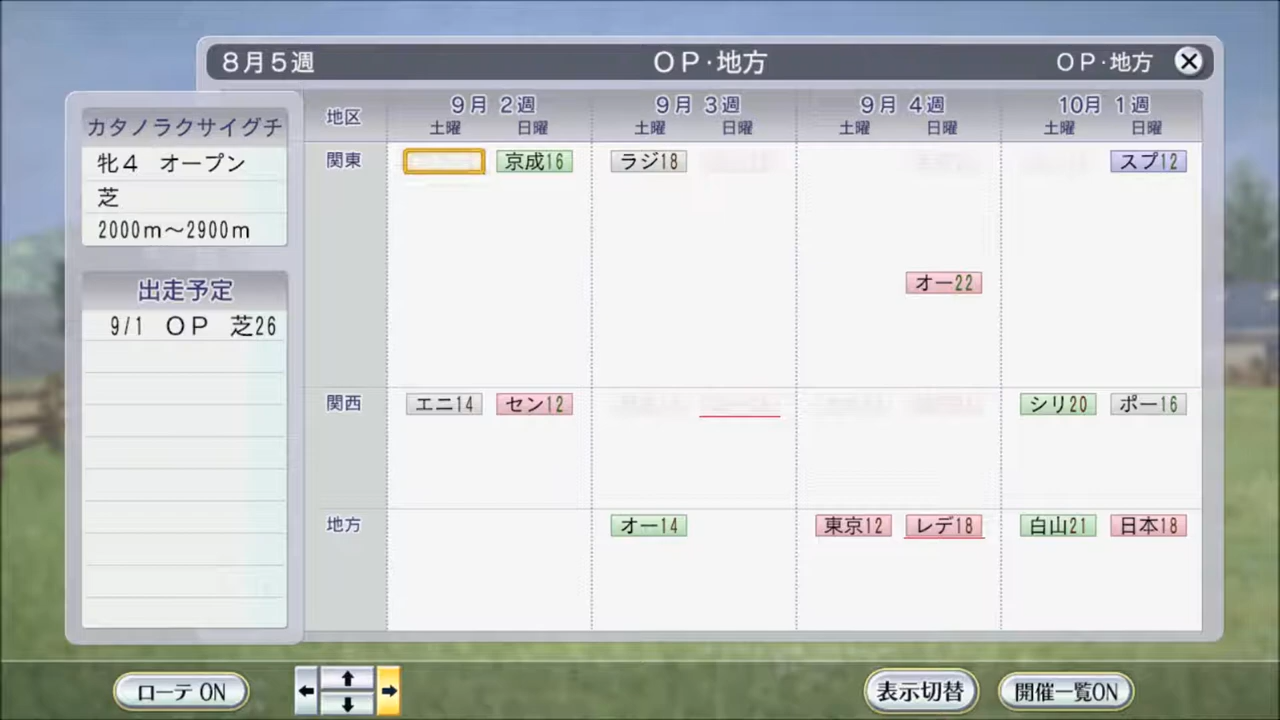 8月5週 OP·地方 OP·地方
カタノラクサイグチ
牝4 オープン
芝
2000m～2900m
出走予定
9/1 OP 芝26
地区 9月 2週 9月 3週 9月 4週 10月 1週
土曜 日曜 土曜 日曜 土曜 日曜 土曜 日曜
関東 京成16 ラジ18 スプ12
オー22
関西 エニ14 セン12 シリ20 ポー16
地方 オー14 東京12 レデ18 白山21 日本18
ローテ ON 表示切替 開催一覧ON